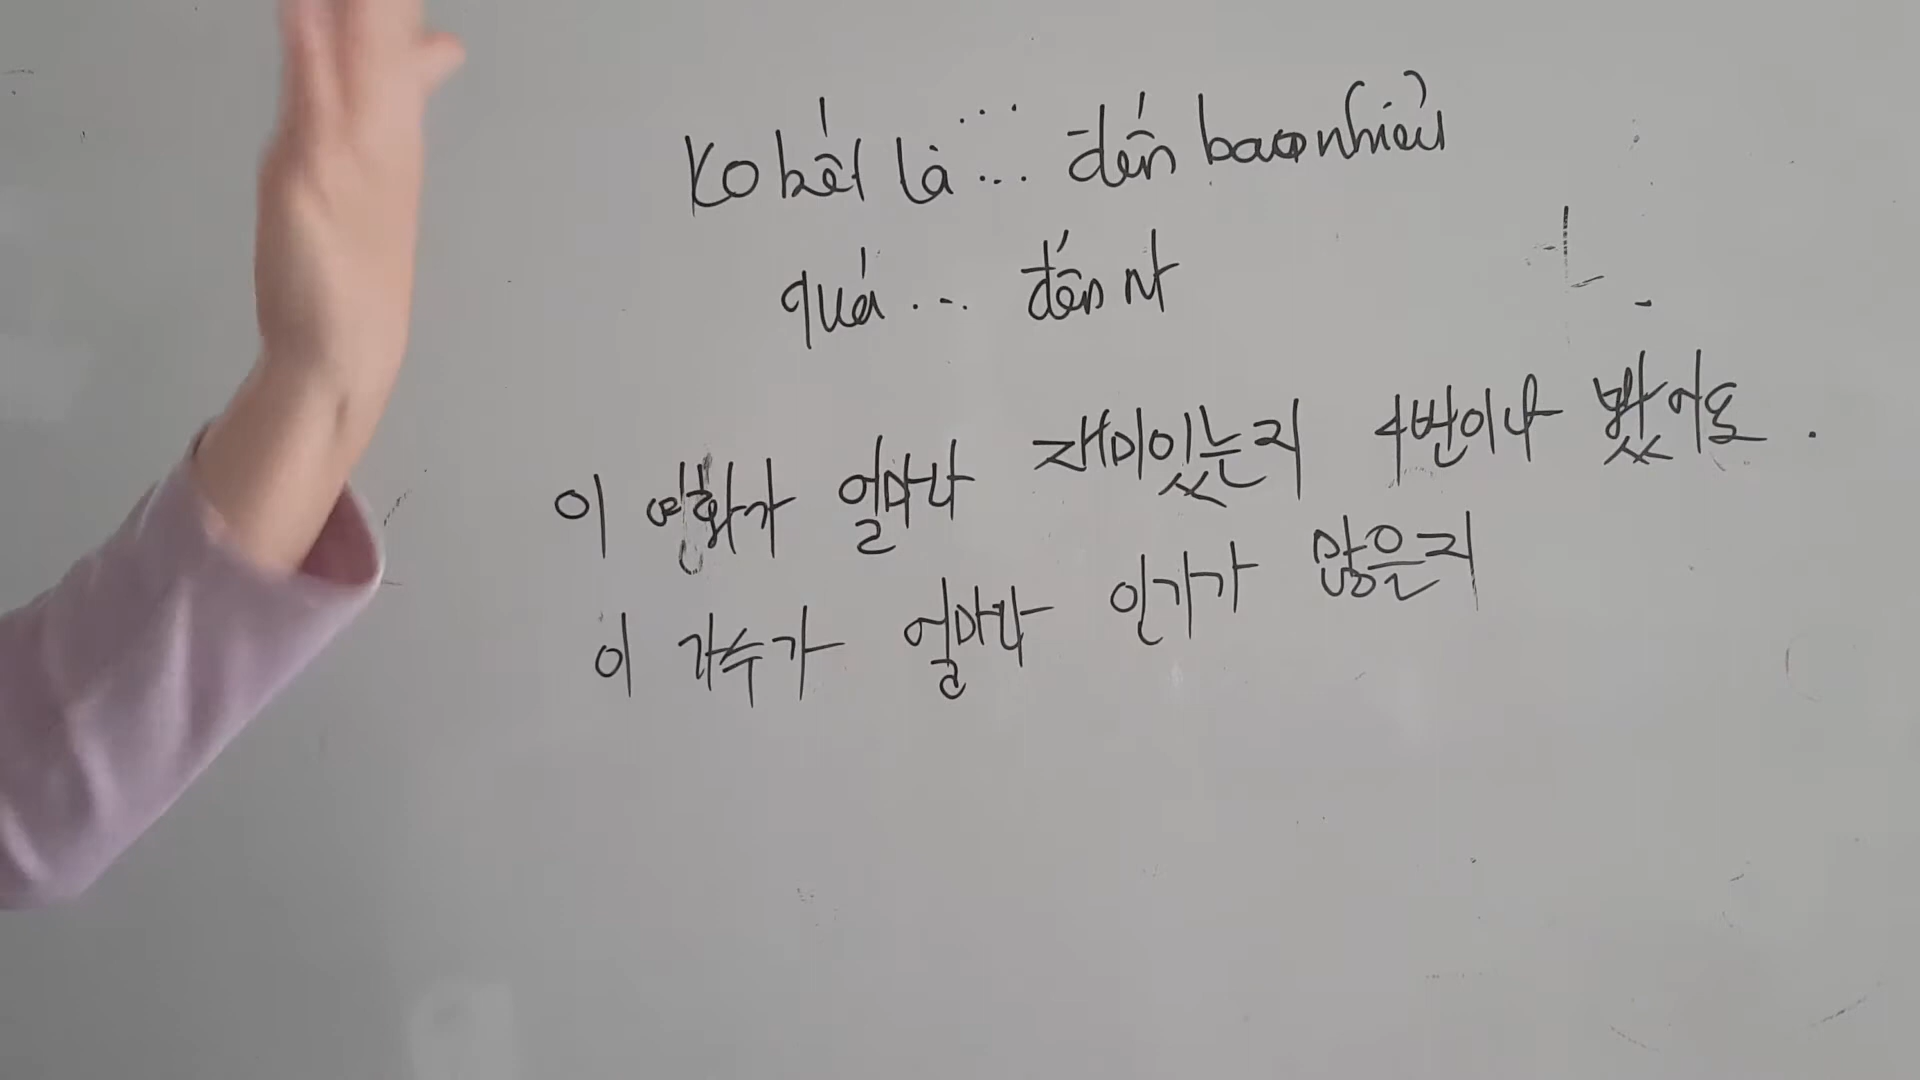 Ko bết là ... đến bao nhiêu
quá ... đến
이 영화가 얼마나 재미있는지 4번이나 봤어요.
이 가수가 얼마나 인기가 많은지